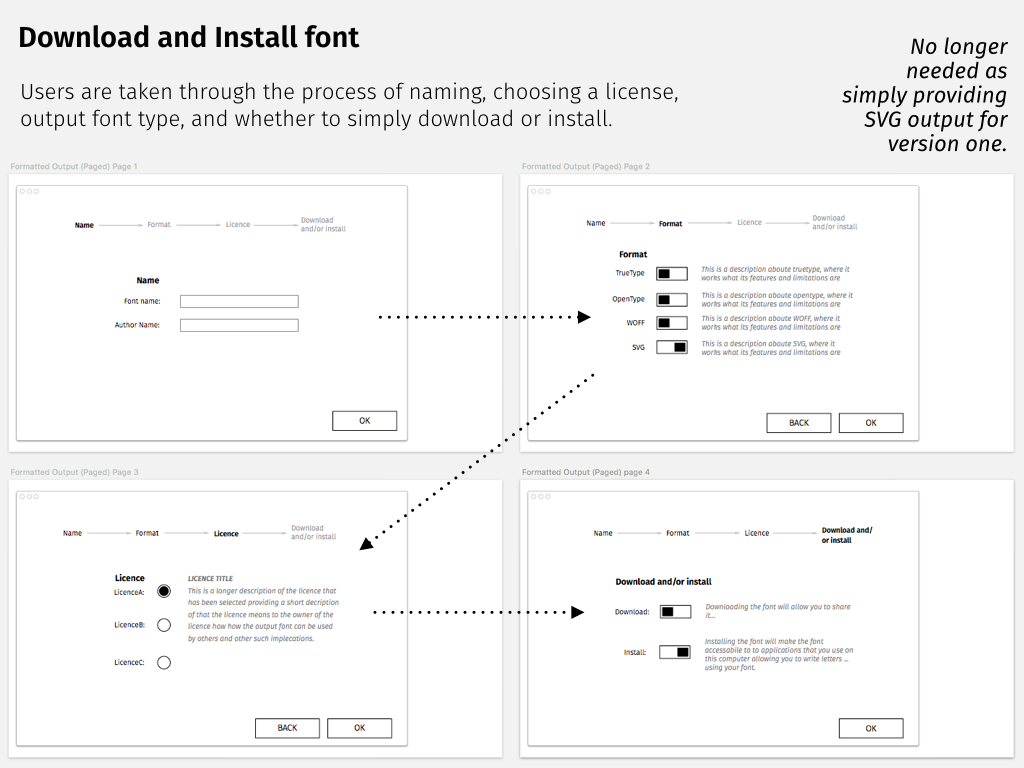 Download and Install font
Users are taken through the process of naming, choosing a license,
output font type, and whether to simply download or install.
No longer
needed as
simply providing
SVG output for
version one.
Formatted Output (Paged) Page 1
Name
Format
Licence
Download
and/or install
Name
Font name:
Author Name:
OK
Formatted Output (Paged) Page 2
Name
Format
Licence
Download
and/or install
Format
TrueType
This is a description aboute truetype, where it
works what its features and limitations are
OpenType
This is a description aboute opentype, where it
works what its features and limitations are
WOFF
This is a description aboute WOFF, where it
works what its features and limitations are
SVG
This is a description aboute SVG, where it
works what its features and limitations are
BACK
OK
Formatted Output (Paged) Page 3
Name
Format
Licence
Download
and/or install
Licence
LicenceA:
LicenceB:
LicenceC:
LICENCE TITLE
This is a longer description of the licence that
has been selected providing a short decription
of that the licence means to the owner of the
licence how how the output font can be used
by others and other such implecations.
BACK
OK
Formatted Output (Paged) page 4
Name
Format
Licence
Download and/
or install
Download and/or install
Download:
Downloading the font will allow you to share
it...
Install:
Installing the font will make the font
accessabile to to applications that you use on
this computer allowing you to write letters ...
using your font.
OK